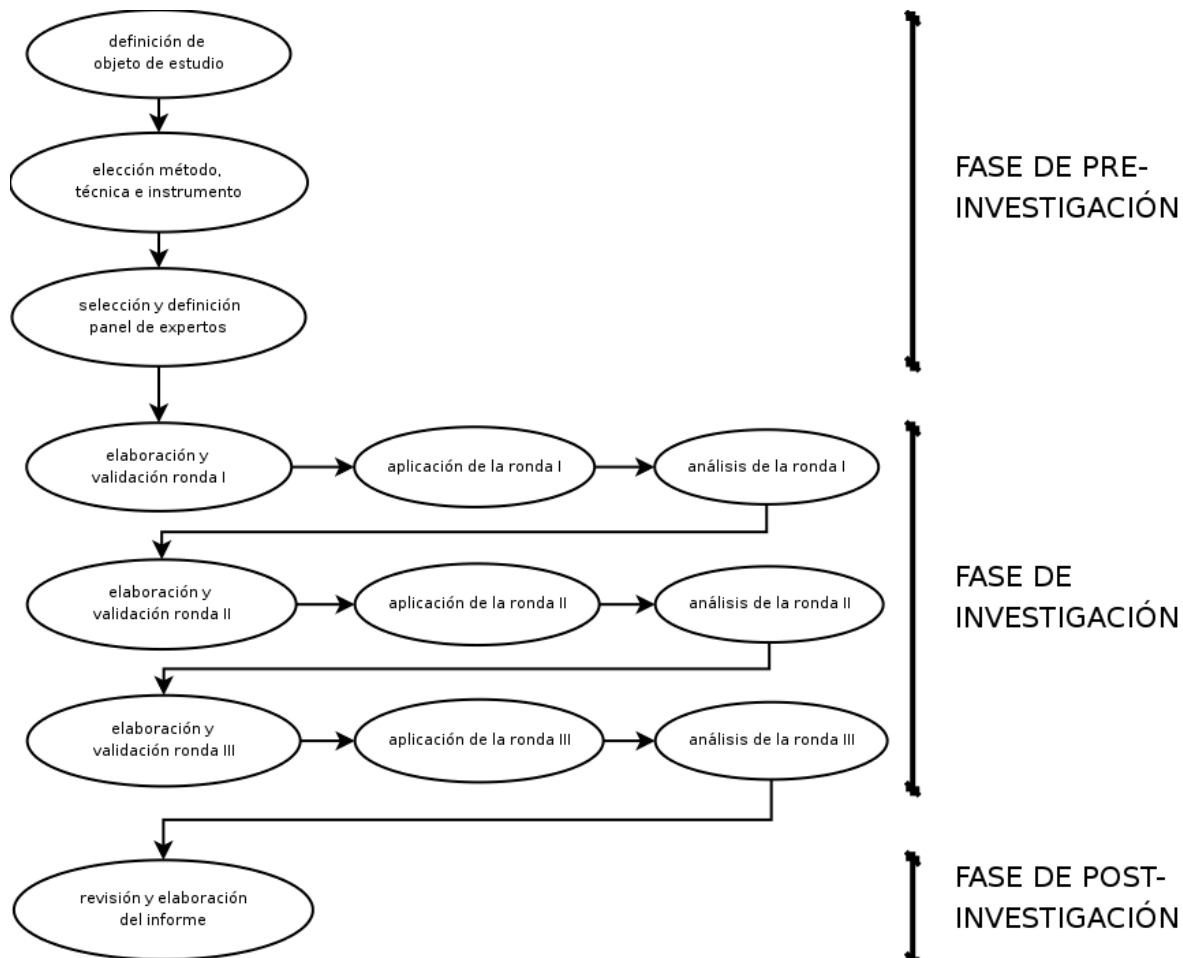 definición de
objeto de estudio
elección método,
técnica e instrumento
FASE DE PRE-
INVESTIGACIÓN
selección y definición
panel de expertos
elaboración y
validación ronda I
aplicación de la ronda I
análisis de la ronda I
elaboración y
validación ronda II
aplicación de la ronda II
análisis de la ronda II
FASE DE
INVESTIGACIÓN
elaboración y
validación ronda III
aplicación de la ronda III
análisis de la ronda III
revisión y elaboración
del informe
FASE DE POST-
INVESTIGACIÓN